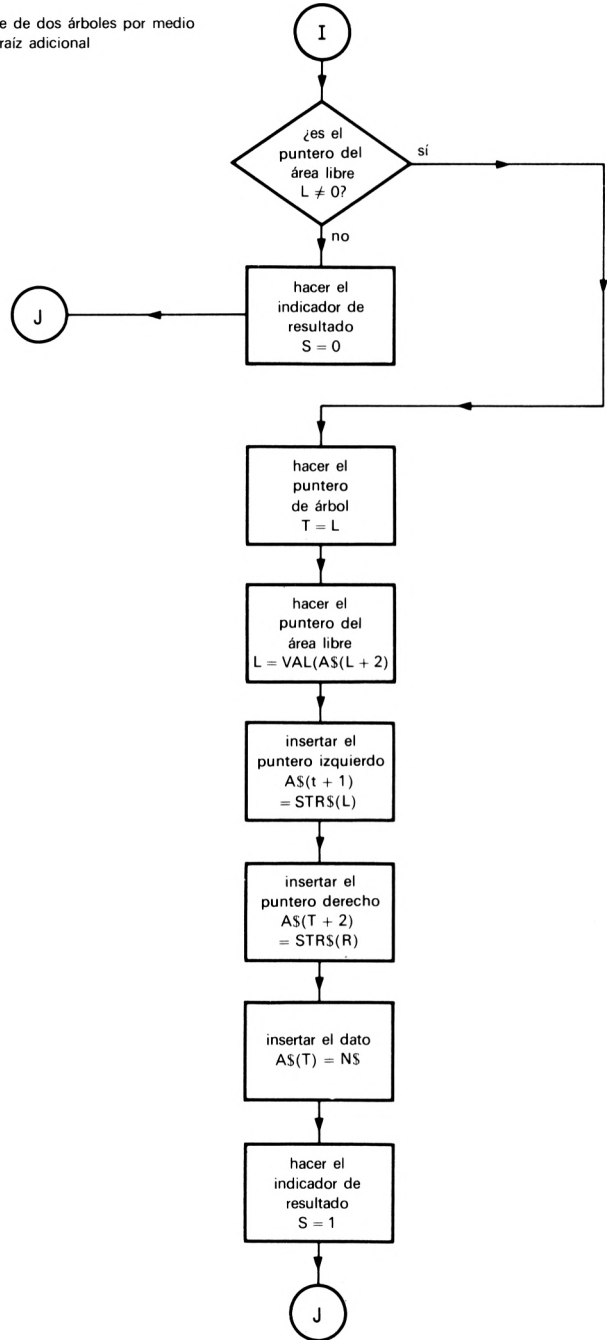 e de dos árboles por medio
raíz adicional
I
¿es el
puntero del
área libre
L ≠ 0?
sí
no
hacer el
indicador de
resultado
S = 0
J
hacer el
puntero
de árbol
T = L
hacer el
puntero del
área libre
L = VAL(A$(L + 2)
insertar el
puntero izquierdo
A$(t + 1)
= STR$(L)
insertar el
puntero derecho
A$(T + 2)
= STR$(R)
insertar el dato
A$(T) = N$
hacer el
indicador de
resultado
S = 1
J